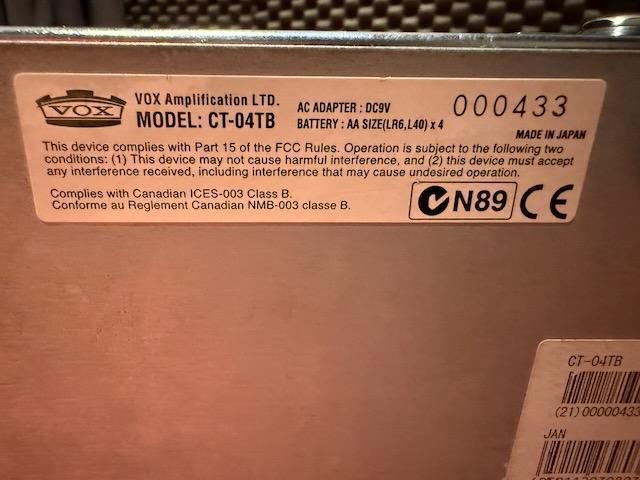 VOX
VOX Amplification LTD.
MODEL: CT-04TB
AC ADAPTER : DC9V
BATTERY : AA SIZE(LR6,L40) x 4
000433
MADE IN JAPAN
This device complies with Part 15 of the FCC Rules. Operation is subject to the following two
conditions: (1) This device may not cause harmful interference, and (2) this device must accept
any interference received, including interference that may cause undesired operation.
Complies with Canadian ICES-003 Class B.
Conforme au Reglement Canadian NMB-003 classe B.
N89 CE
CT-04TB
(21)00000433
JAN